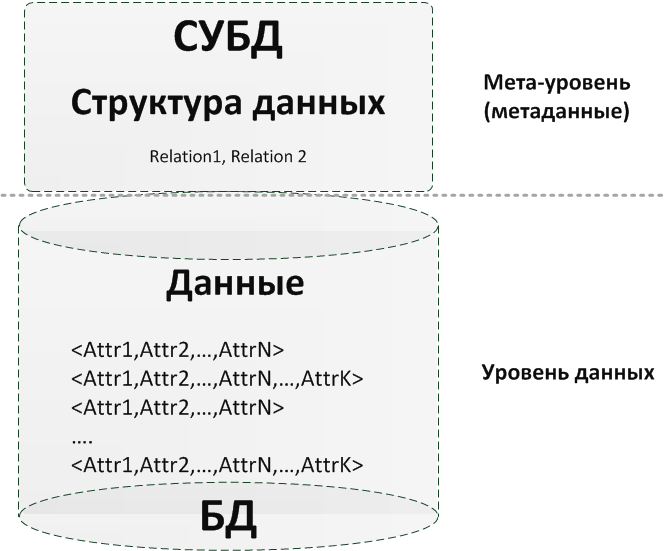 СУБД
Структура данных
Relation1, Relation 2
Мета-уровень
(метаданные)
Данные
<Attr1,Attr2,...,AttrN>
<Attr1,Attr2,...,AttrN,...,AttrK>
<Attr1,Attr2,...,AttrN>
....
<Attr1,Attr2,...,AttrN,...,AttrK>
Уровень данных
БД